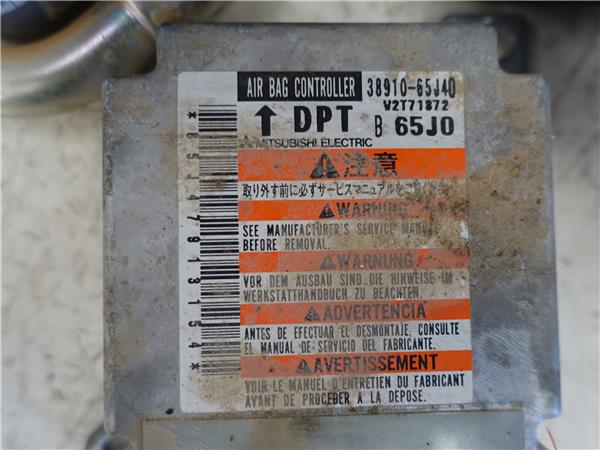 AIR BAG CONTROLLER 38910-65J40
V2T71872
↑ DPT B 65J0
MITSUBISHI ELECTRIC
注意
取り外す前に必ずサービスマニュアルをご
WARNING
SEE MANUFACTURER'S SERVICE MANUAL
BEFORE REMOVAL.
WARNUNG
VOR DEM AUSBAU SIND DIE HINWEISE IM
WERKSTATTHANDBUCH ZU BEACHTEN.
ADVERTENCIA
ANTES DE EFECTUAR EL DESMONTAJE, CONSULTE
EL MANUAL DE SERVICIO DEL FABRICANTE.
AVERTISSEMENT
VOIR LE MANUEL D'ENTRETIEN DU FABRICANT
AVANT DE PROCEDER A LA DEPOSE.